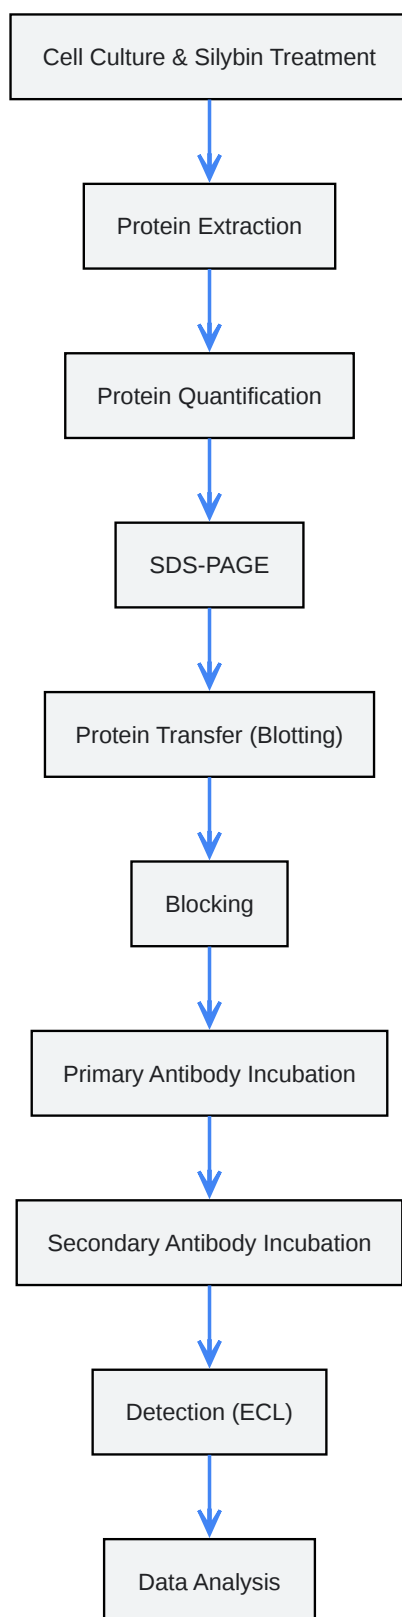 Cell Culture & Silybin Treatment
Protein Extraction
Protein Quantification
SDS-PAGE
Protein Transfer (Blotting)
Blocking
Primary Antibody Incubation
Secondary Antibody Incubation
Detection (ECL)
Data Analysis